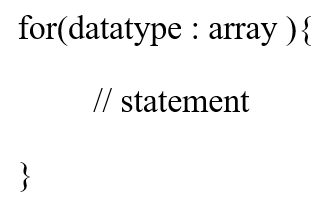 for(datatype : array ){
// statement
}